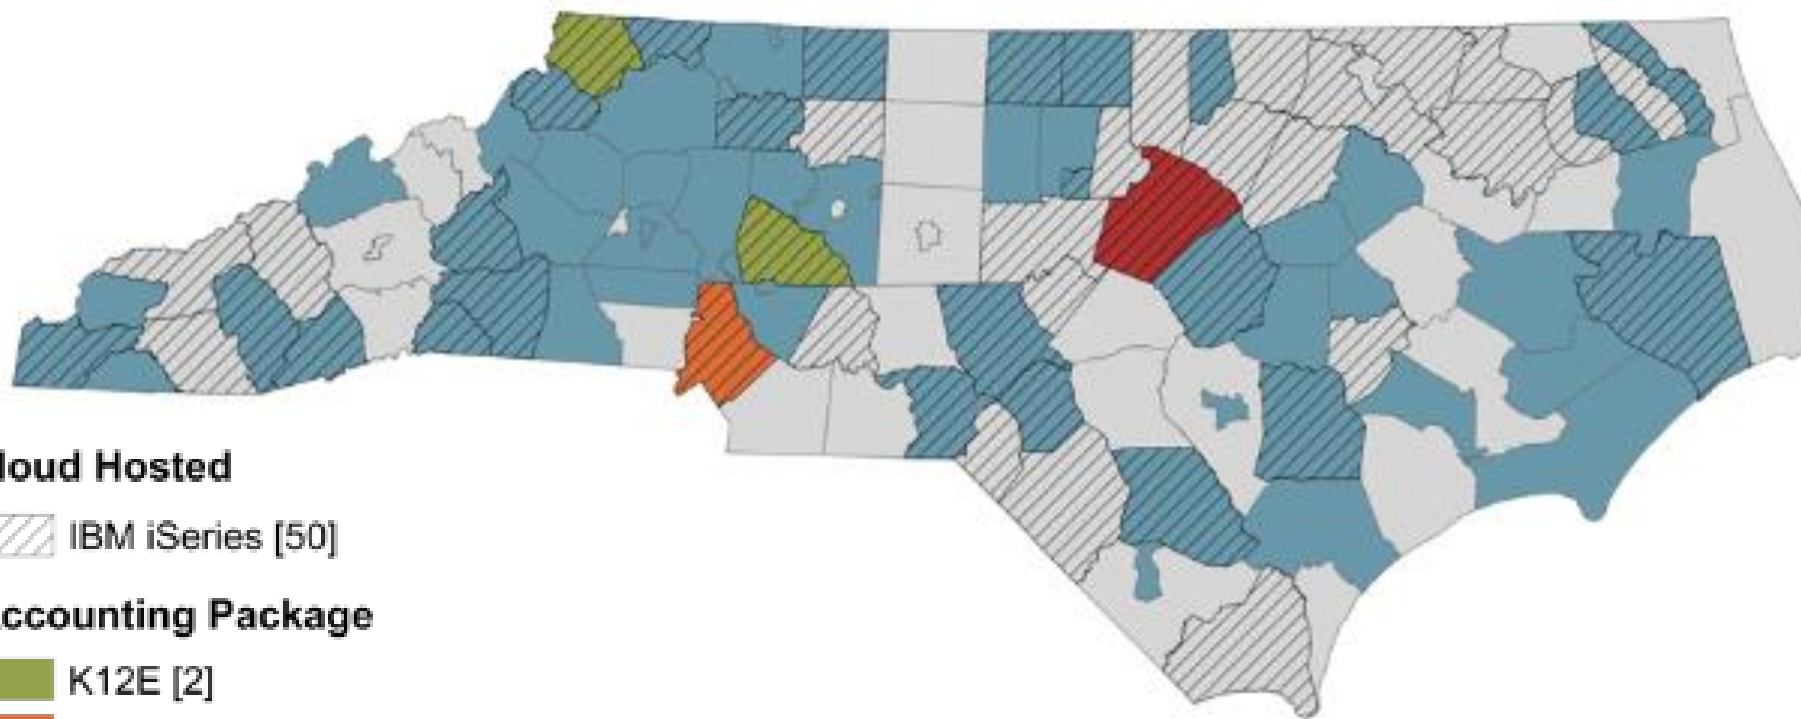 loud Hosted
IBM iSeries [50]
ccounting Package
K12E [2]